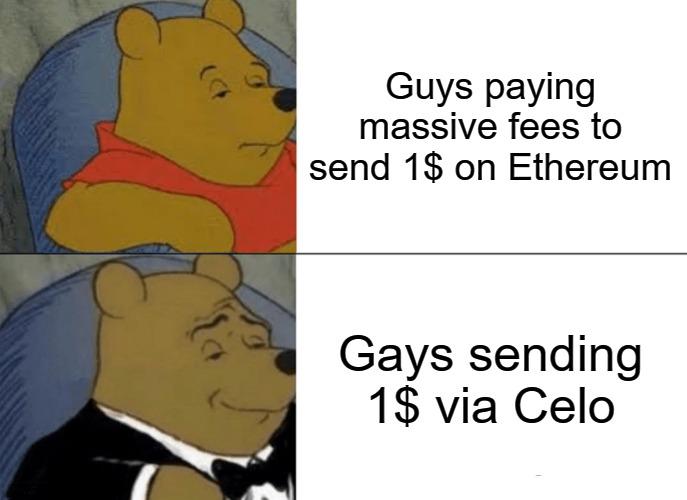 Guys paying
massive fees to
send 1$ on Ethereum
Gays sending
1$ via Celo